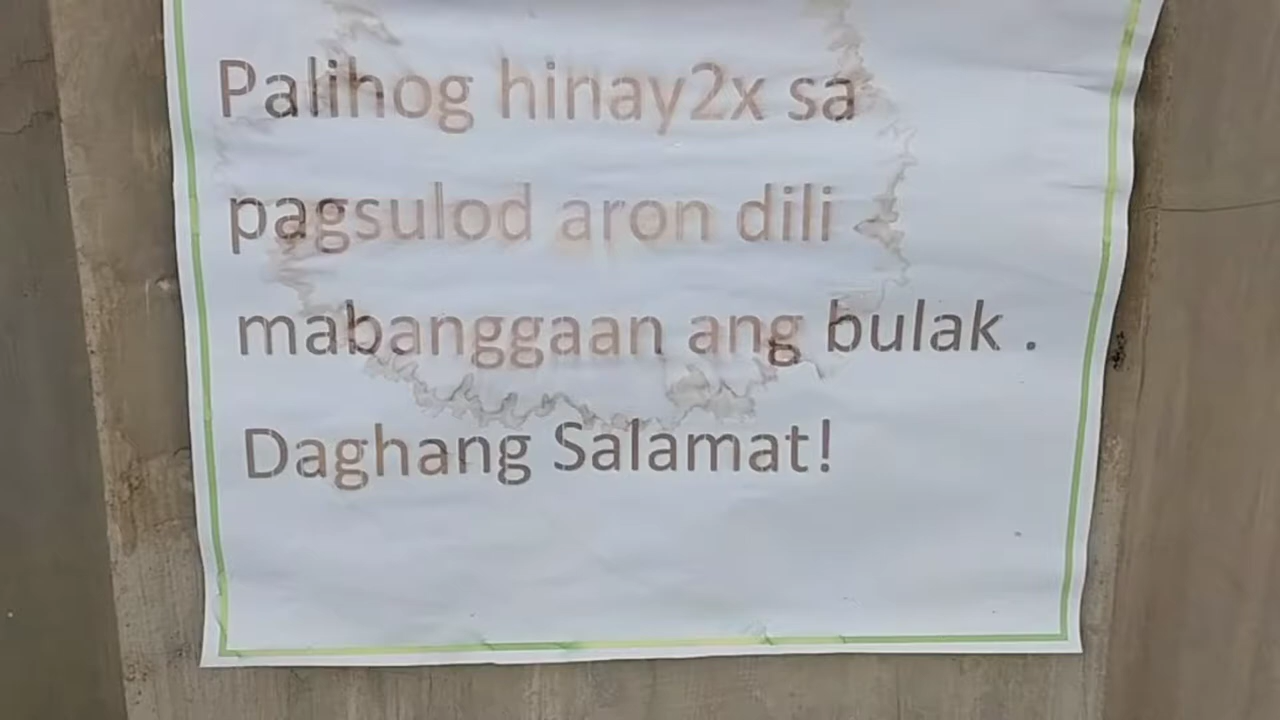 Palihog hinay2x sa
pagsulod aron dili
mabanggaan ang bulak .
Daghang Salamat!